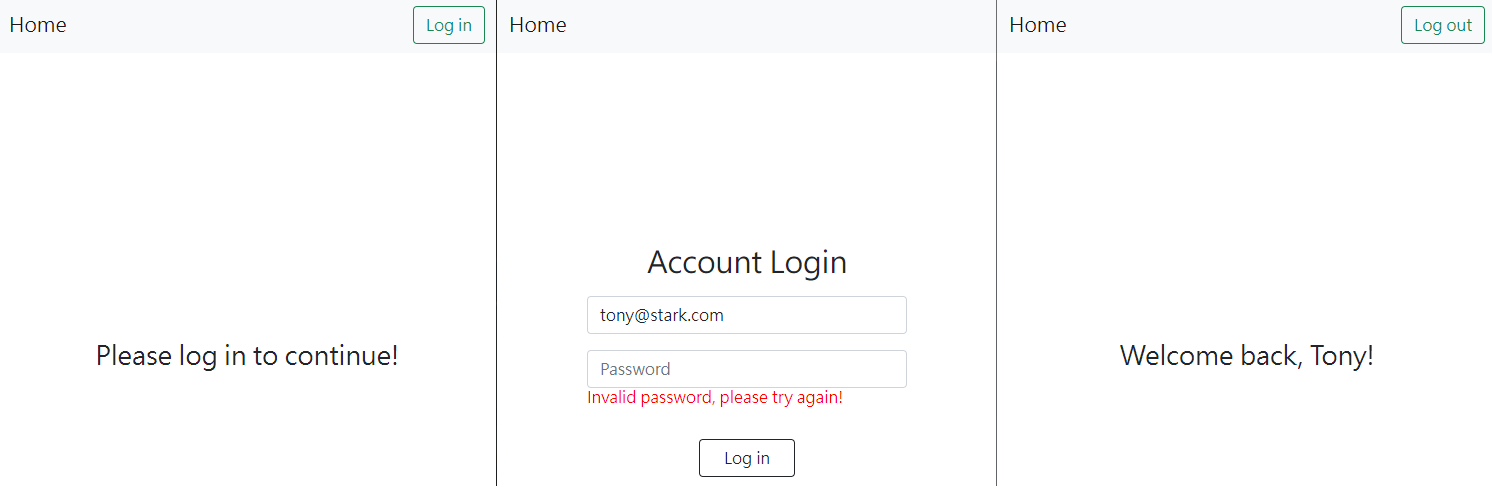 Home
Log in
Please log in to continue!
Home
Account Login
tony@stark.com
Password
Invalid password, please try again!
Log in
Home
Log out
Welcome back, Tony!